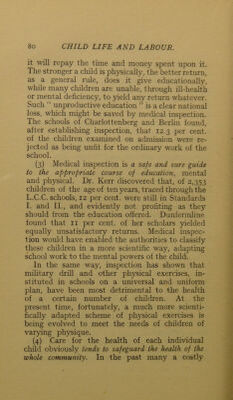 80 CHILD LIFE AND LABOUR.
it will repay the time and money spent upon it.
The stronger a child is physically, the better return,
as a general rule, does it give educationally,
while many children are unable, through ill-health
or mental deficiency, to yield any return whatever.
Such “ unproductive education ” is a clear national
loss, which might be saved by medical inspection.
The schools of Charlottenberg and Berlin found,
after establishing inspection, that 12.3 per cent.
of the children examined on admission were re-
jected as being unfit for the ordinary work of the
school.
(3) Medical inspection is a safe and sure guide
to the appropriate course of education, mental
and physical. Dr. Kerr discovered that, of 2,353
children of the age of ten years, traced through the
L.C.C. schools, 12 per cent. were still in Standards
I. and II., and evidently not profiting as they
should from the education offered. Dunfermline
found that 11 per cent. of her scholars yielded
equally unsatisfactory returns. Medical inspec-
tion would have enabled the authorities to classify
these children in a more scientific way, adapting
school work to the mental powers of the child.
In the same way, inspection has shown that
military drill and other physical exercises, in-
stituted in schools on a universal and uniform
plan, have been most detrimental to the health
of a certain number of children. At the
present time, fortunately, a much more scienti-
fically adapted scheme of physical exercises is
being evolved to meet the needs of children of
varying physique.
(4) Care for the health of each individual
child obviously tends to safeguard the health of the
whole community. In the past many a costly